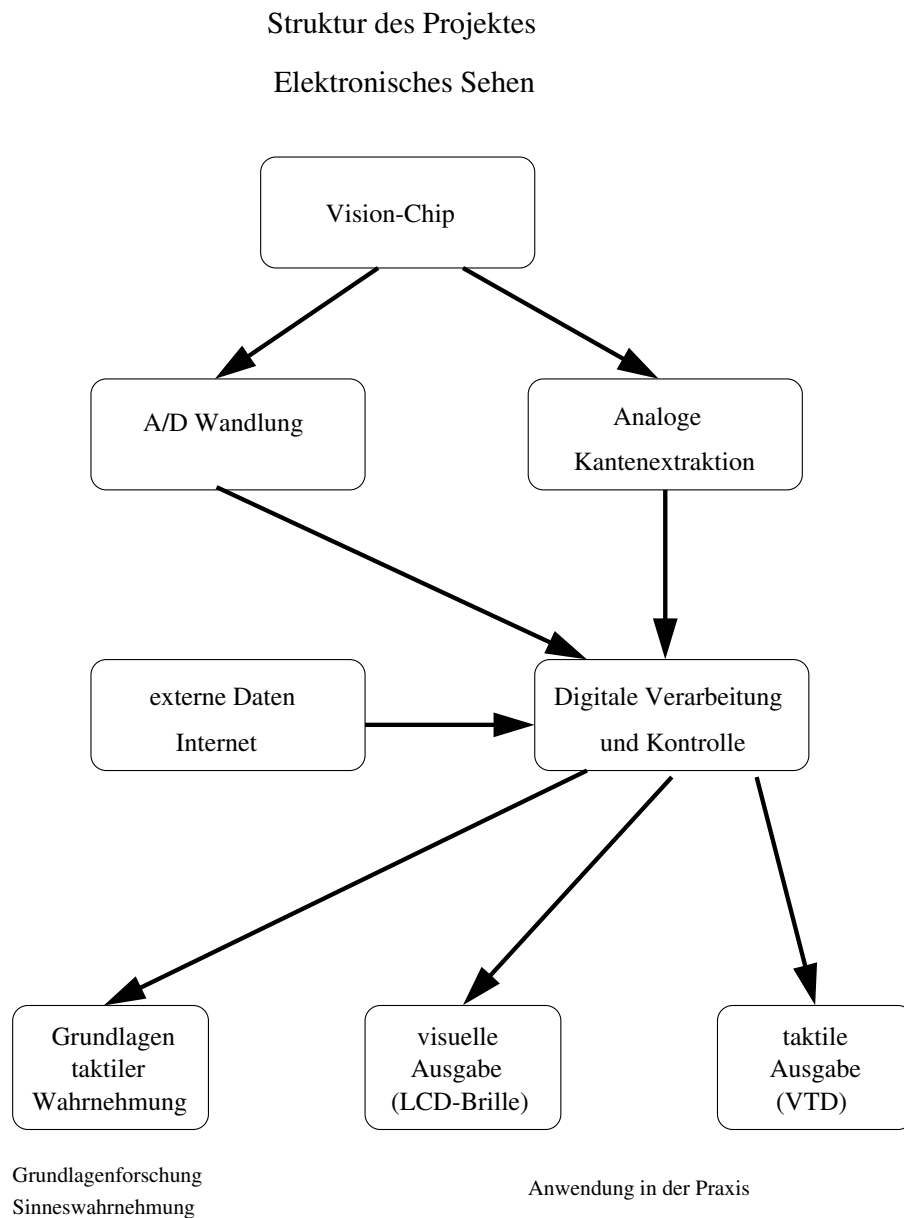 Struktur des Projektes
Elektronisches Sehen
Vision-Chip
A/D Wandlung
Analoge
Kantenextraktion
externe Daten
Internet
Digitale Verarbeitung
und Kontrolle
Grundlagen
taktiler
Wahrnehmung
visuelle
Ausgabe
(LCD-Brille)
taktile
Ausgabe
(VTD)
Grundlagenforschung
Sinneswahrnehmung
Anwendung in der Praxis